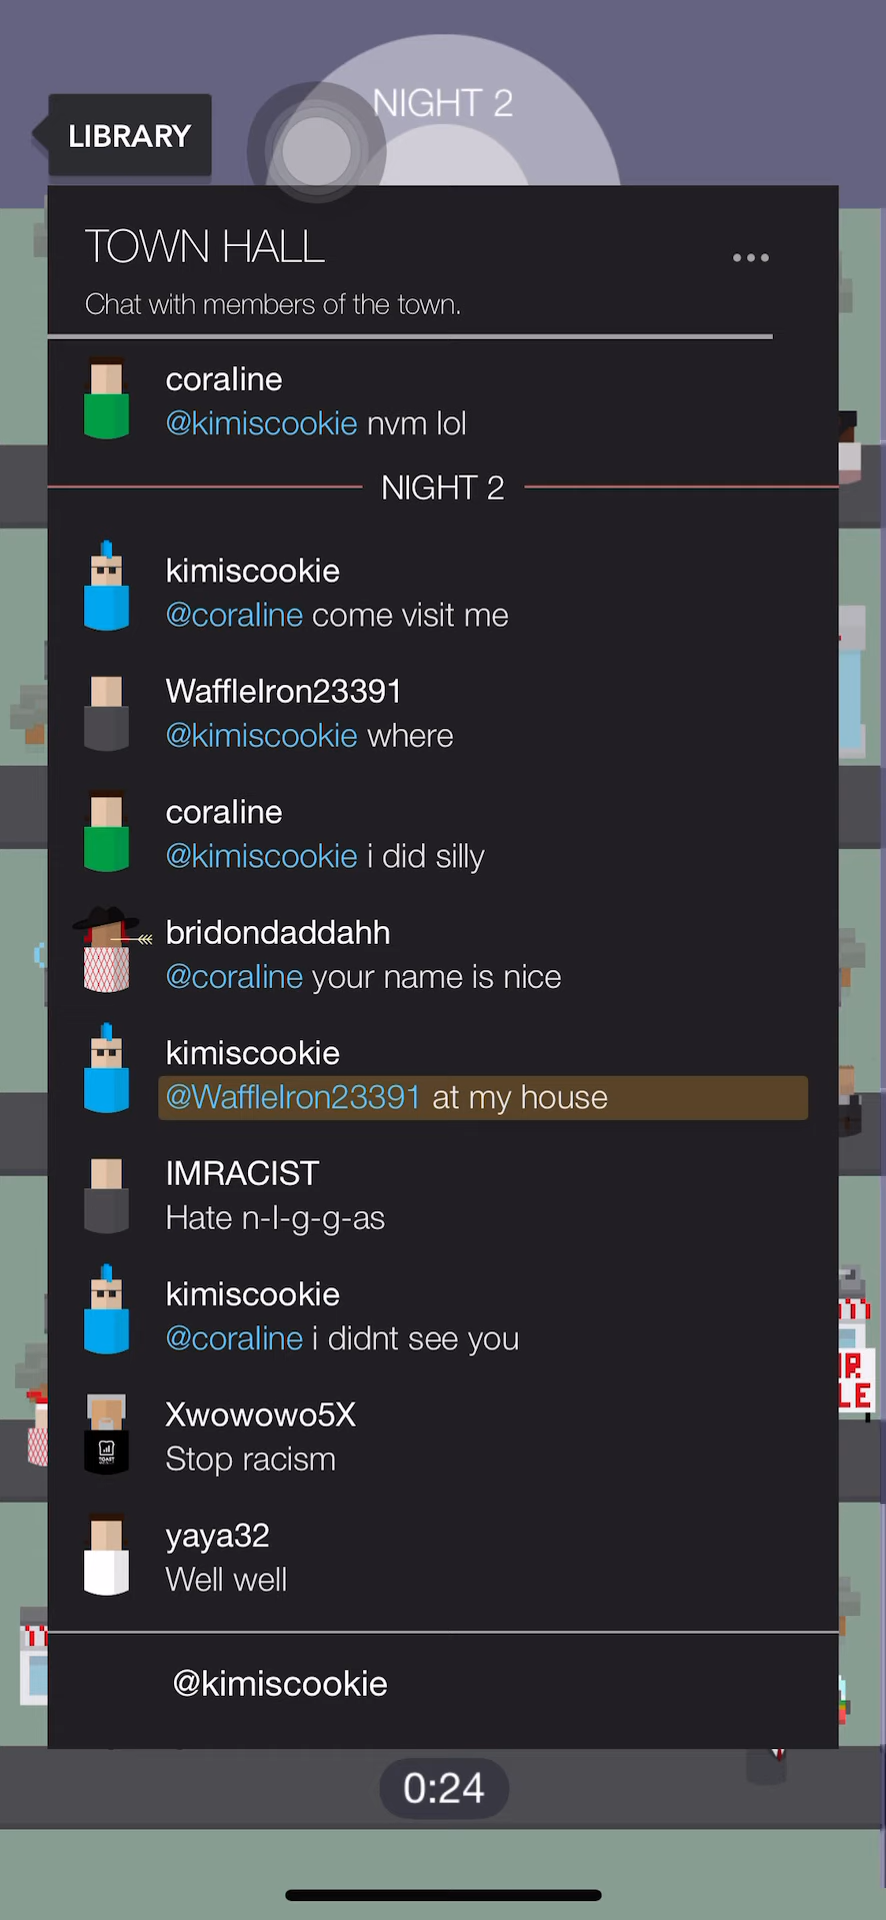 NIGHT 2
LIBRARY
TOWN HALL
Chat with members of the town.
coraline
@kimiscookie nvm lol
NIGHT 2
kimiscookie
@coraline come visit me
WaffleIron23391
@kimiscookie where
coraline
@kimiscookie i did silly
bridondaddahh
@coraline your name is nice
kimiscookie
@WaffleIron23391 at my house
IMRACIST
Hate n-I-g-g-as
kimiscookie
@coraline i didnt see you
Xwowowo5X
Stop racism
TOAST
yaya32
Well well
@kimiscookie
0:24